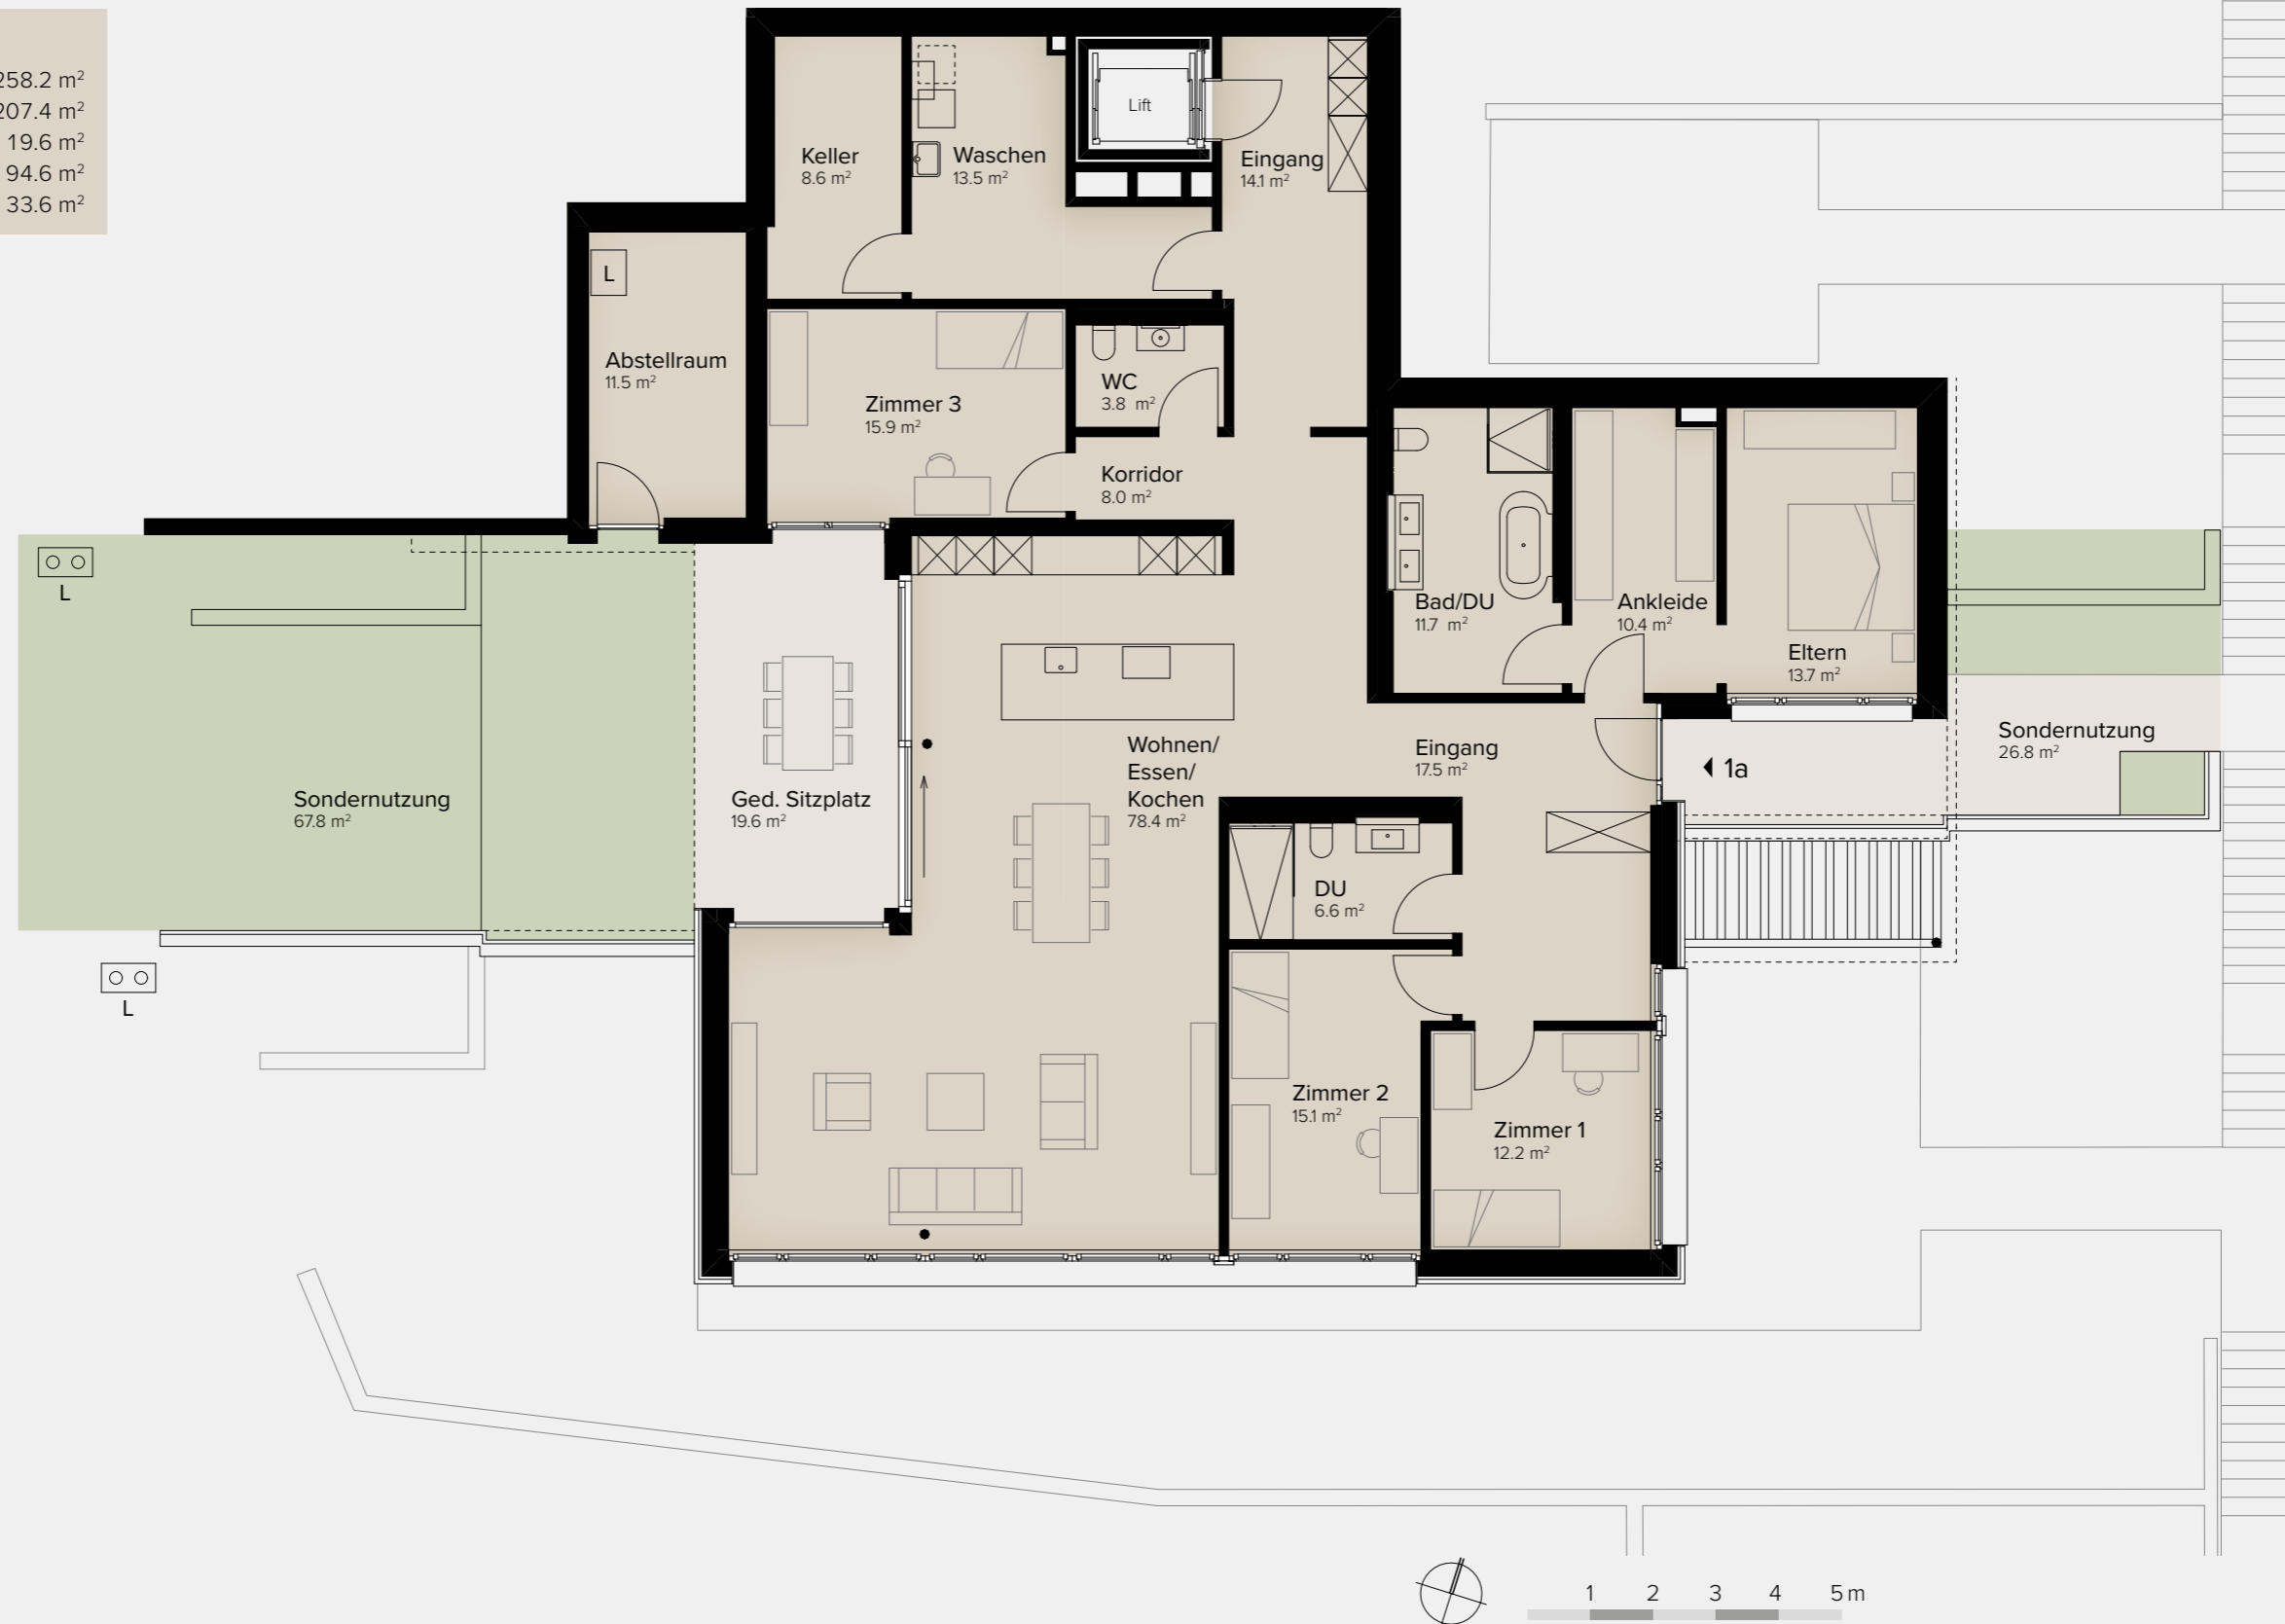 258.2 m²
207.4 m²
19.6 m²
94.6 m²
33.6 m²
Lift
Keller
8.6 m²
Waschen
13.5 m²
Eingang
14.1 m²
L
Abstellraum
11.5 m²
Zimmer 3
15.9 m²
WC
3.8 m²
Korridor
8.0 m²
L
Bad/DU
11.7 m²
Ankleide
10.4 m²
Eltern
13.7 m²
Sondernutzung
67.8 m²
Ged. Sitzplatz
19.6 m²
Wohnen/
Essen/
Kochen
78.4 m²
Eingang
17.5 m²
1a
Sondernutzung
26.8 m²
DU
6.6 m²
L
Zimmer 2
15.1 m²
Zimmer 1
12.2 m²
1 2 3 4 5 m